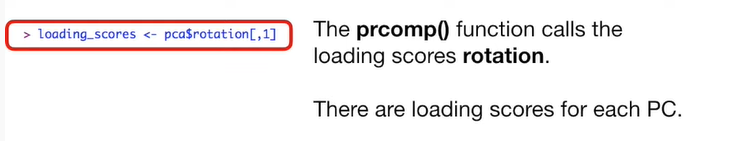 > loading_scores <- pca$rotation[,1]
The prcomp() function calls the
loading scores rotation.
There are loading scores for each PC.